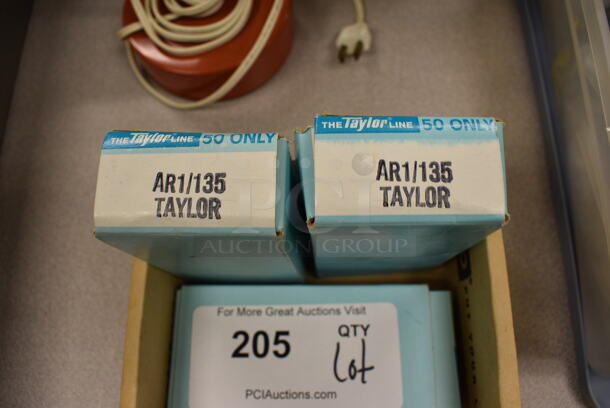 THE Taylor LINE 50 ONLY
AR1/135
TAYLOR
THE Taylor LINE 50 ONLY
AR1/135
TAYLOR
PCI
AUCTION GROUP
For More Great Auctions Visit
205
QTY
Lot
PCIAuctions.com